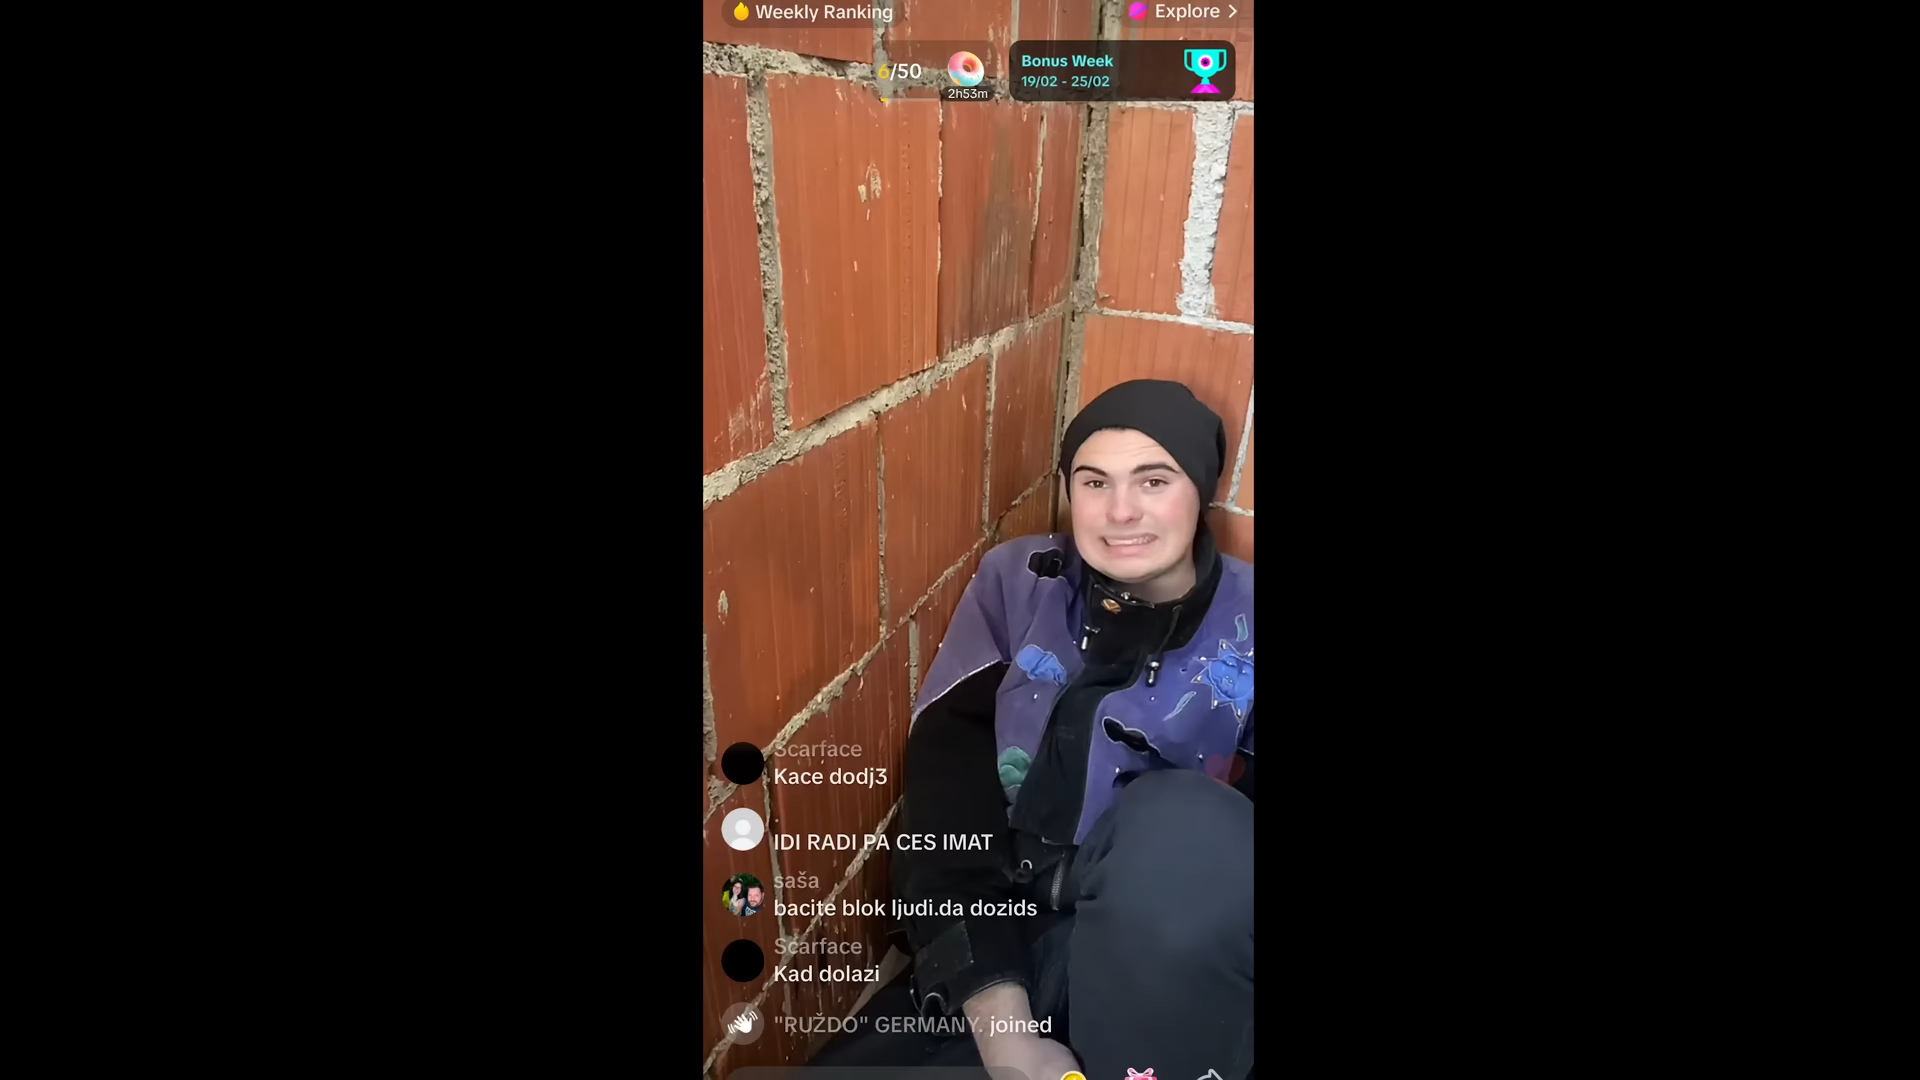 Weekly Ranking
Explore
6/50
2h53m
Bonus Week
19/02 - 25/02
Scarface
Kace dodj3
IDI RADI PA CES IMAT
saša
bacite blok ljudi.da dozids
Scarface
Kad dolazi
"RUŽDO" GERMANY. joined